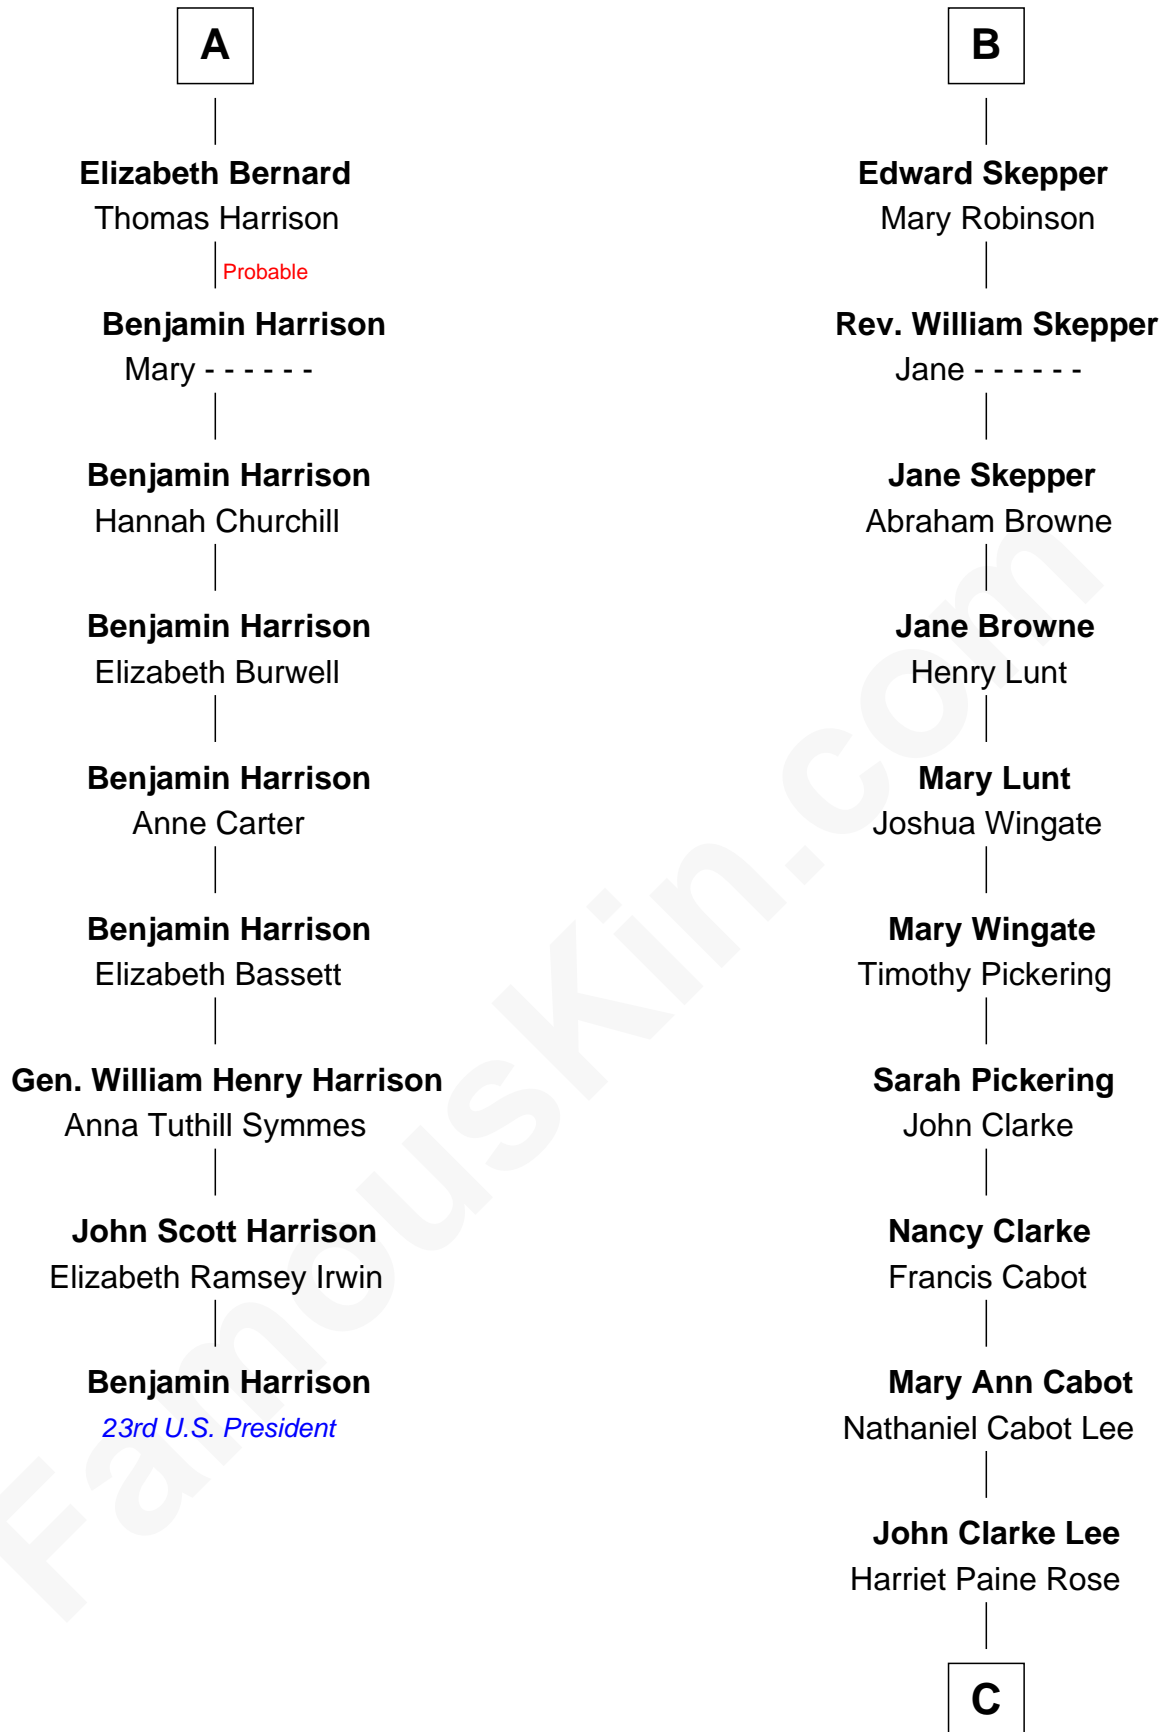 A
Elizabeth Bernard
Thomas Harrison
Probable
Benjamin Harrison
Mary - - - - - -
Benjamin Harrison
Hannah Churchill
Benjamin Harrison
Elizabeth Burwell
Benjamin Harrison
Anne Carter
Benjamin Harrison
Elizabeth Bassett
Gen. William Henry Harrison
Anna Tuthill Symmes
John Scott Harrison
Elizabeth Ramsey Irwin
Benjamin Harrison
23rd U.S. President
B
Edward Skepper
Mary Robinson
Rev. William Skepper
Jane - - - - - -
Jane Skepper
Abraham Browne
Jane Browne
Henry Lunt
Mary Lunt
Joshua Wingate
Mary Wingate
Timothy Pickering
Sarah Pickering
John Clarke
Nancy Clarke
Francis Cabot
Mary Ann Cabot
Nathaniel Cabot Lee
John Clarke Lee
Harriet Paine Rose
C
FamousKin.com